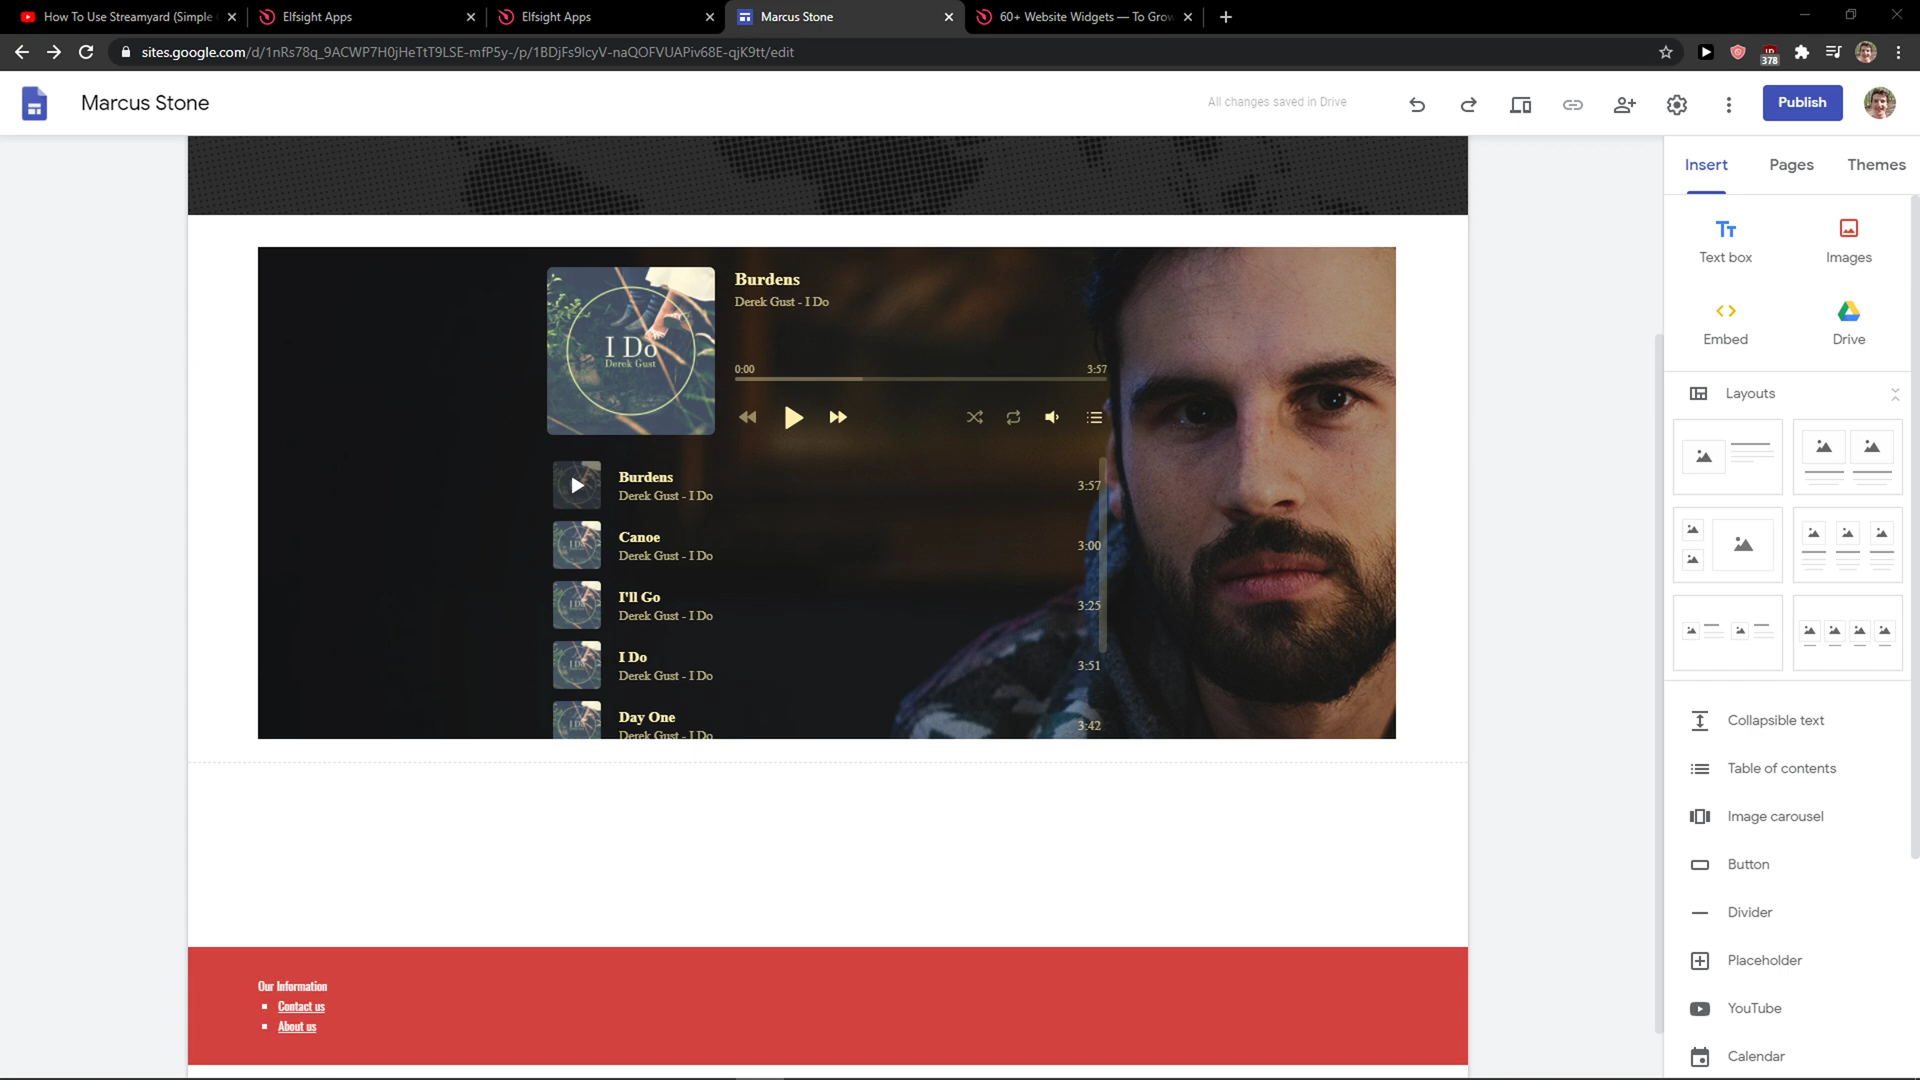 How To Use Streamyard (Simple
Elfsight Apps
Elfsight Apps
Marcus Stone
60+ Website Widgets — To Grow
sites.google.com/d/1nRs78q_9ACWP7H0jHeTtT9LSE-mfP5y-/p/1BDjFs9lcyV-naQOFVUAPiv68E-qjK9tt/edit
378
Marcus Stone
All changes saved in Drive
Publish
Insert
Pages
Themes
Text box
Images
Embed
Drive
Layouts
Collapsible text
Table of contents
Image carousel
Button
Divider
Placeholder
YouTube
Calendar
I Do
Derek Gust
Burdens
Derek Gust - I Do
0:00
3:57
Burdens
Derek Gust - I Do
3:57
Canoe
Derek Gust - I Do
3:00
I'll Go
Derek Gust - I Do
3:25
I Do
Derek Gust - I Do
3:51
Day One
Derek Gust - I Do
3:42
Our Information
Contact us
About us